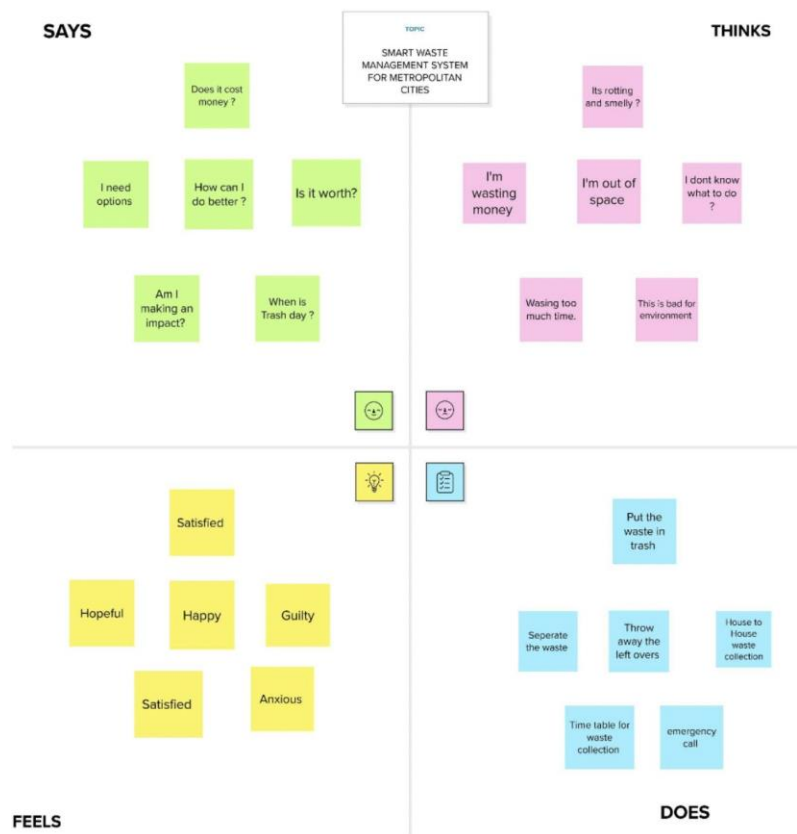 SAYS
TOPIC
SMART WASTE
MANAGEMENT SYSTEM
FOR METROPOLITAN
CITIES
THINKS
Does it cost
money ?
I need
options
How can I
do better ?
Is it worth?
Am I
making an
impact?
When is
Trash day ?
Its rotting
and smelly ?
I'm
wasting
money
I'm out of
space
I dont know
what to do
?
Wasing too
much time.
This is bad for
environment
Satisfied
Hopeful
Happy
Guilty
Satisfied
Anxious
FEELS
Put the
waste in
trash
Seperate
the waste
Throw
away the
left overs
House to
House
waste
collection
Time table for
waste
collection
emergency
call
DOES